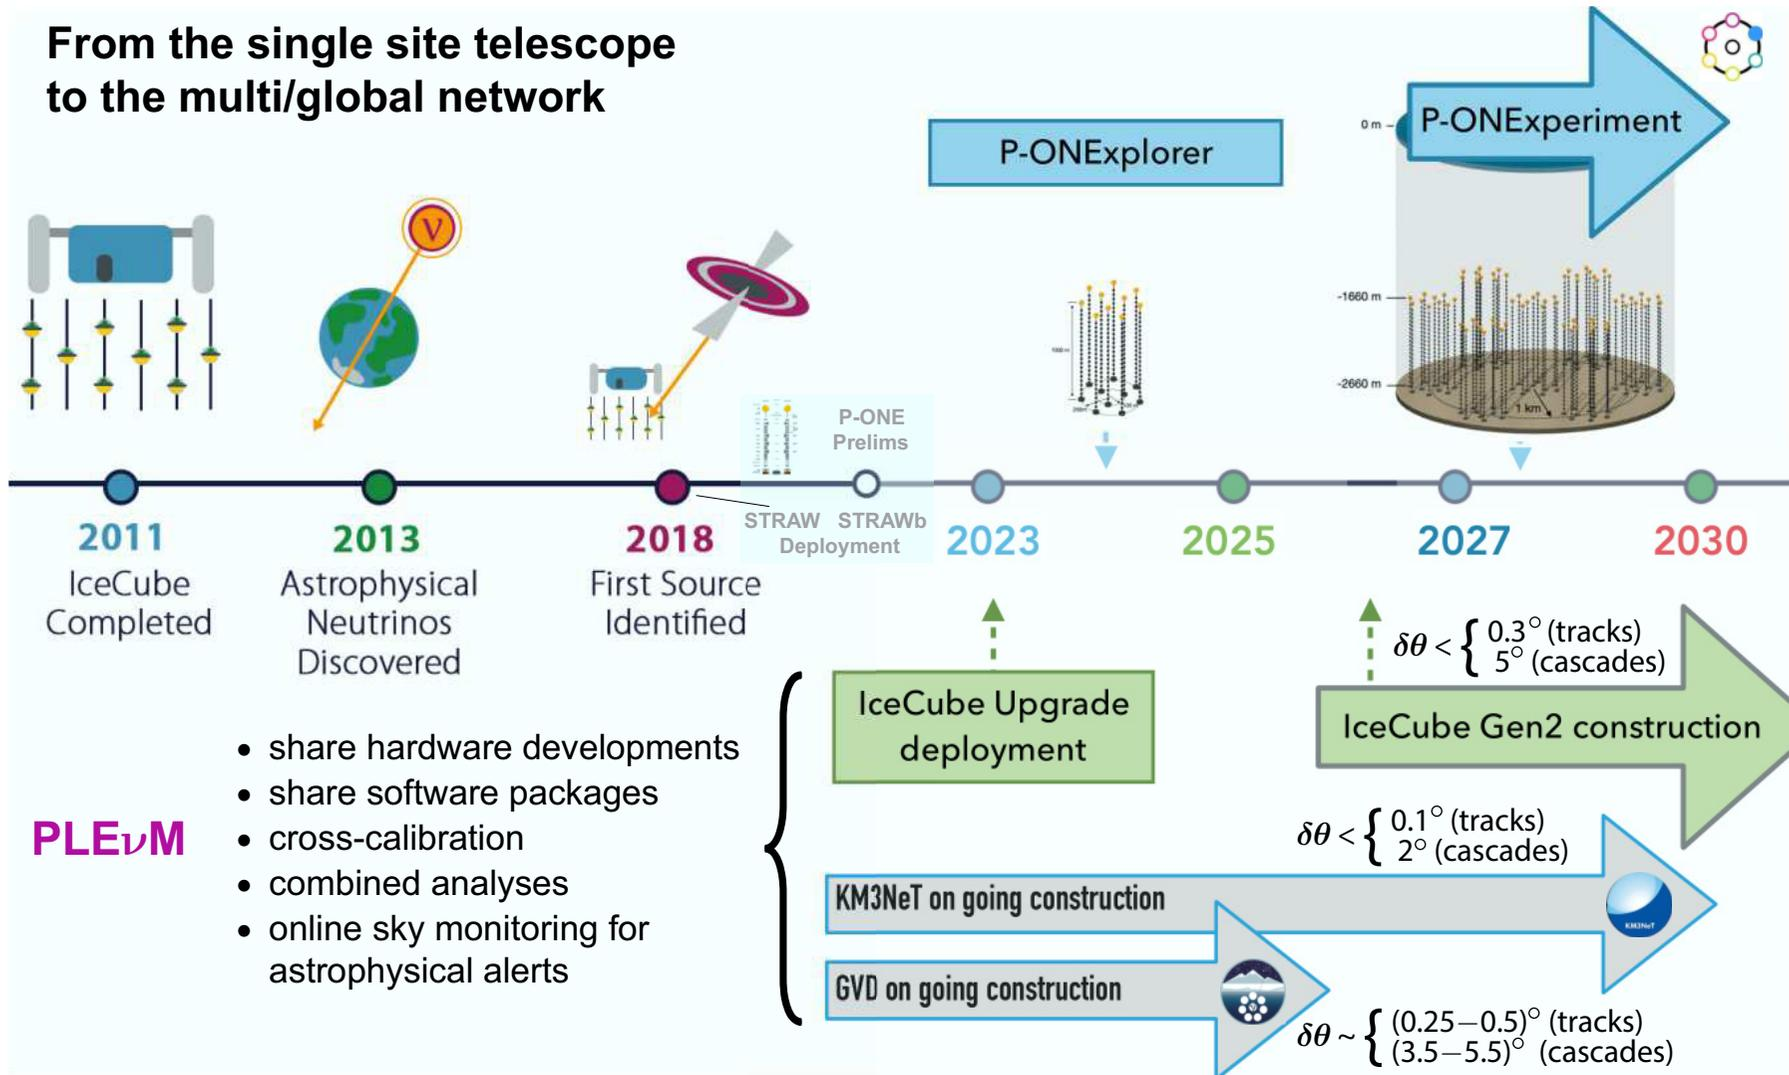 From the single site telescope
to the multi/global network
P-ONExplorer
P-ONExperiment
0 m
-1660 m
-2660 m
1 km
ν
P-ONE
Prelims
STRAW STRAWb
Deployment
2011
IceCube
Completed
2013
Astrophysical
Neutrinos
Discovered
2018
First Source
Identified
2023
2025
2027
2030
IceCube Upgrade
deployment
δθ < { 0.3° (tracks)
5° (cascades)
IceCube Gen2 construction
PLEνM
• share hardware developments
• share software packages
• cross-calibration
• combined analyses
• online sky monitoring for
astrophysical alerts
δθ < { 0.1° (tracks)
2° (cascades)
KM3NeT on going construction
KM3NeT
GVD on going construction
δθ ~ { (0.25−0.5)° (tracks)
(3.5−5.5)° (cascades)